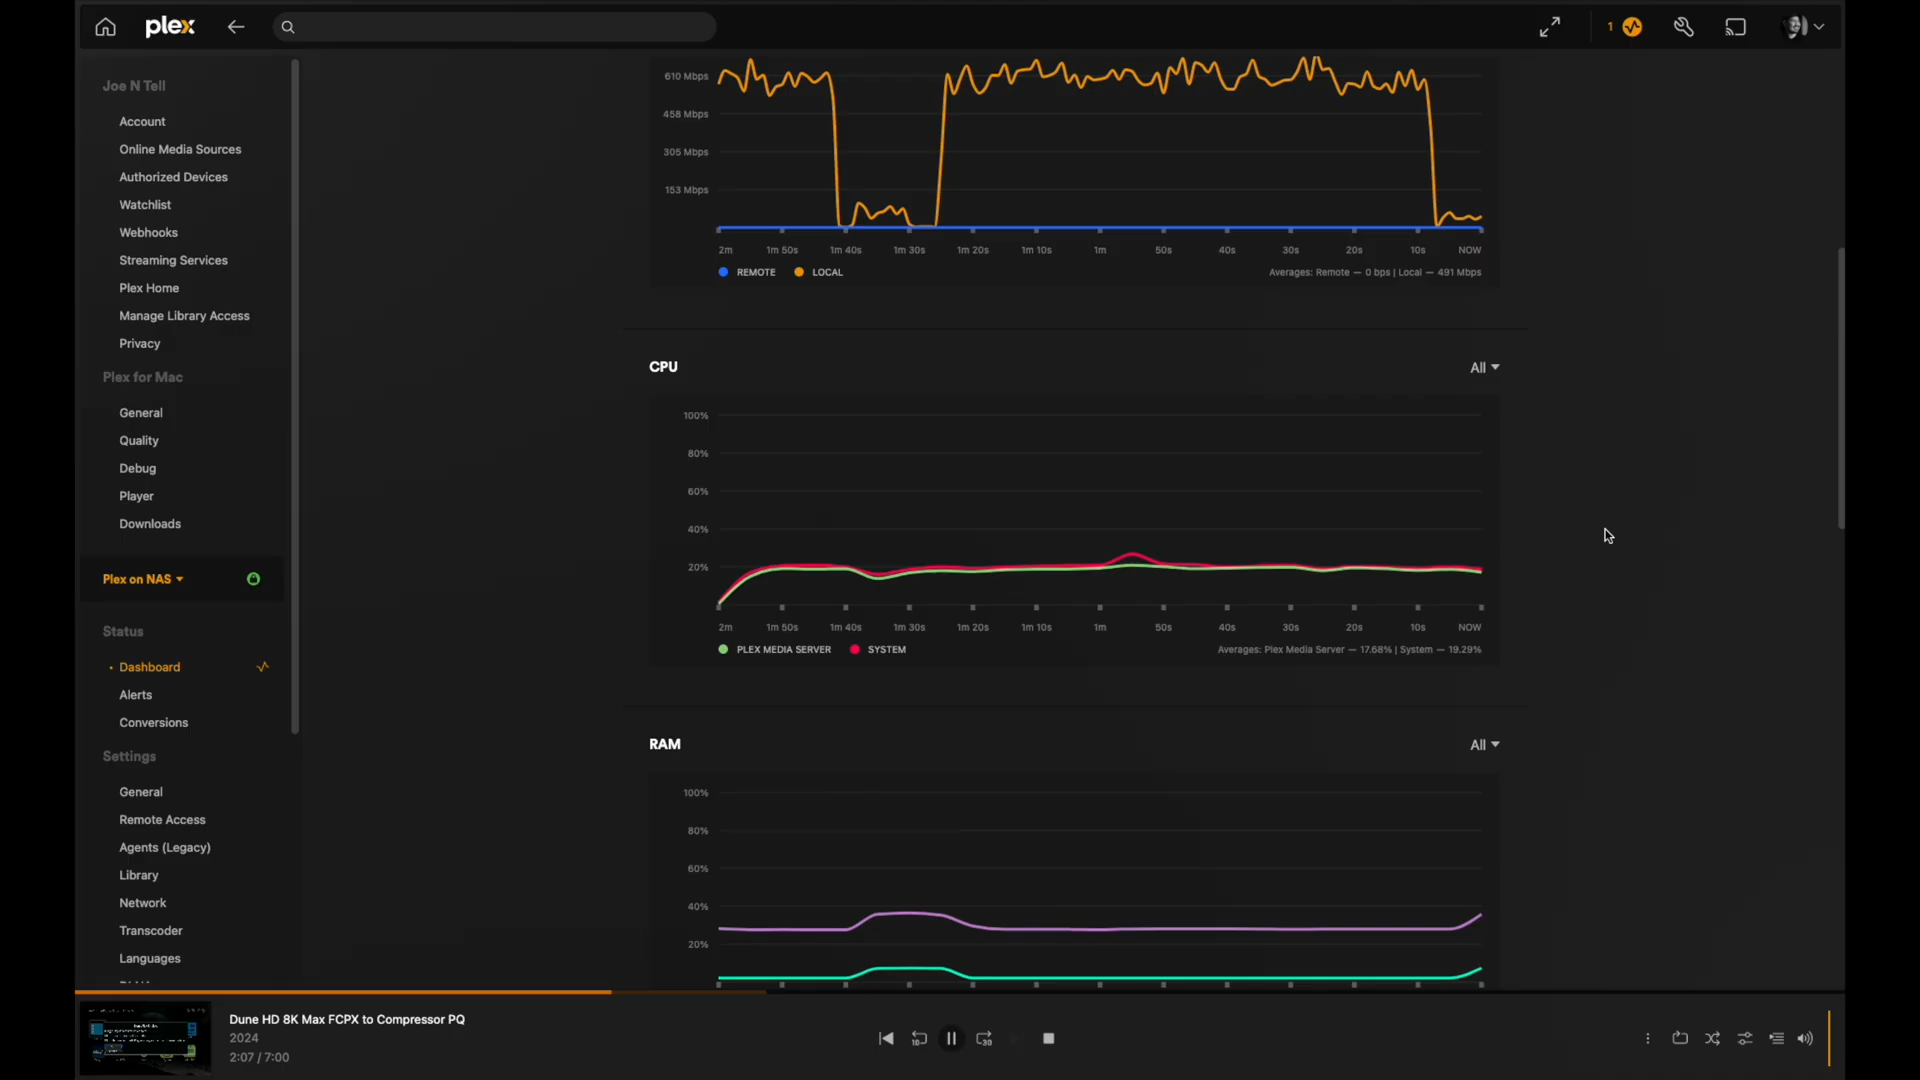 plex
1
Joe N Tell
Account
Online Media Sources
Authorized Devices
Watchlist
Webhooks
Streaming Services
Plex Home
Manage Library Access
Privacy
Plex for Mac
General
Quality
Debug
Player
Downloads
Plex on NAS
Status
Dashboard
Alerts
Conversions
Settings
General
Remote Access
Agents (Legacy)
Library
Network
Transcoder
Languages
610 Mbps
458 Mbps
305 Mbps
153 Mbps
2m 1m 50s 1m 40s 1m 30s 1m 20s 1m 10s 1m 50s 40s 30s 20s 10s NOW
REMOTE LOCAL Averages: Remote — 0 bps | Local — 491 Mbps
CPU All
100%
80%
60%
40%
20%
2m 1m 50s 1m 40s 1m 30s 1m 20s 1m 10s 1m 50s 40s 30s 20s 10s NOW
PLEX MEDIA SERVER SYSTEM Averages: Plex Media Server — 17.68% | System — 19.29%
RAM All
100%
80%
60%
40%
20%
Dune HD 8K Max FCPX to Compressor PQ
2024
2:07 / 7:00
10
30